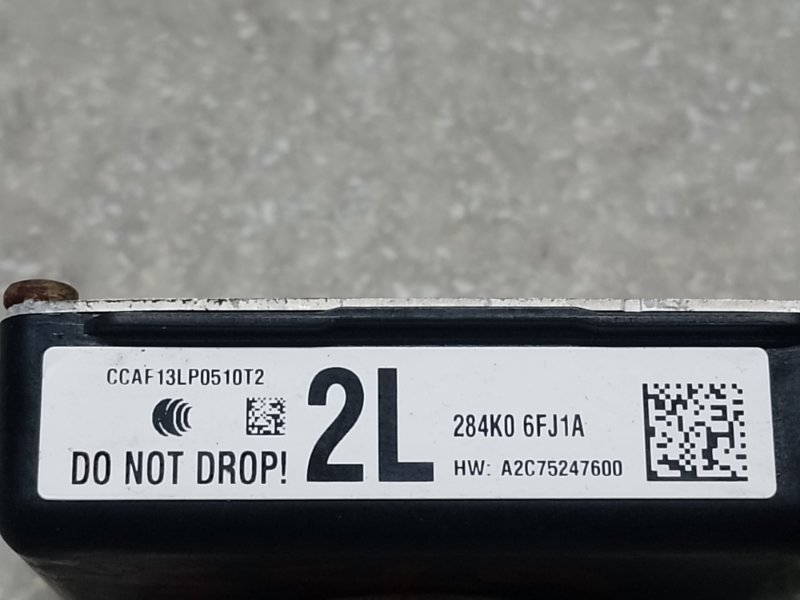 CCAF13LP0510T2
DO NOT DROP!
2L
284K0 6FJ1A
HW: A2C75247600